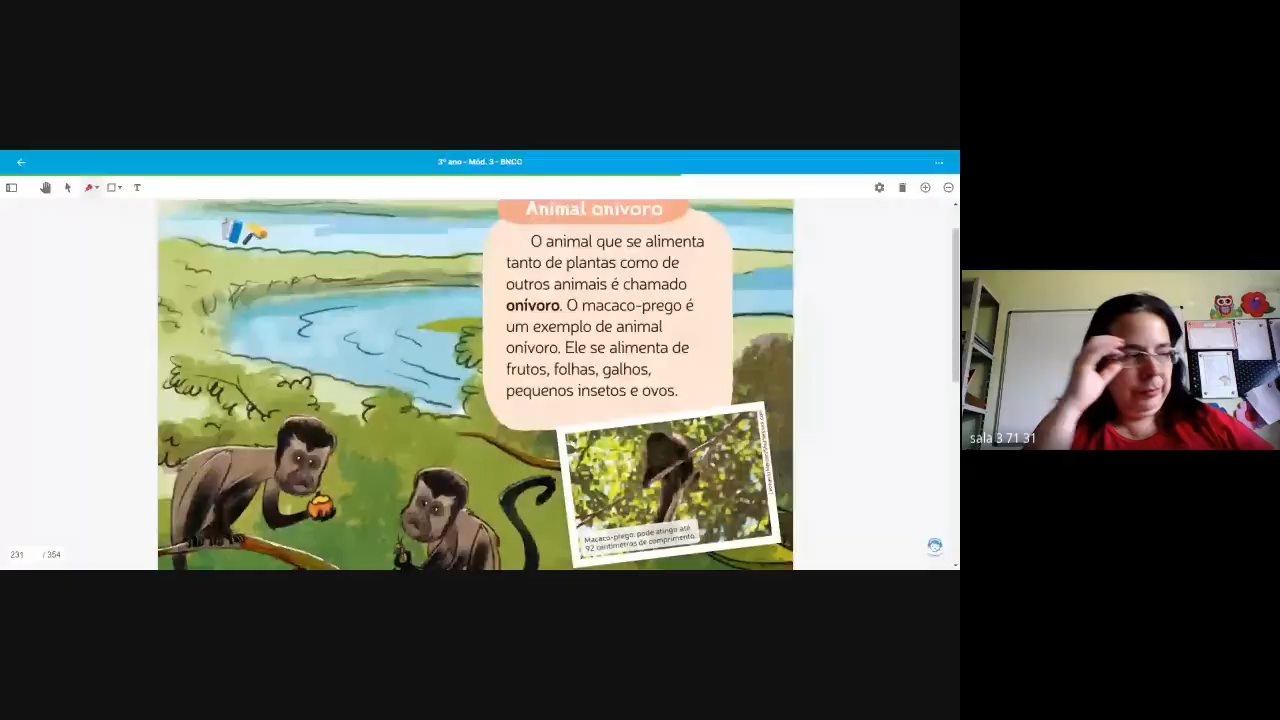 3º ano - Mód. 3 - BNCC
T
Animal onívoro
O animal que se alimenta
tanto de plantas como de
outros animais é chamado
onívoro. O macaco-prego é
um exemplo de animal
onívoro. Ele se alimenta de
frutos, folhas, galhos,
pequenos insetos e ovos.
Macaco-prego: pode atingir até
92 centímetros de comprimento.
231 / 354
sala 3 71 31